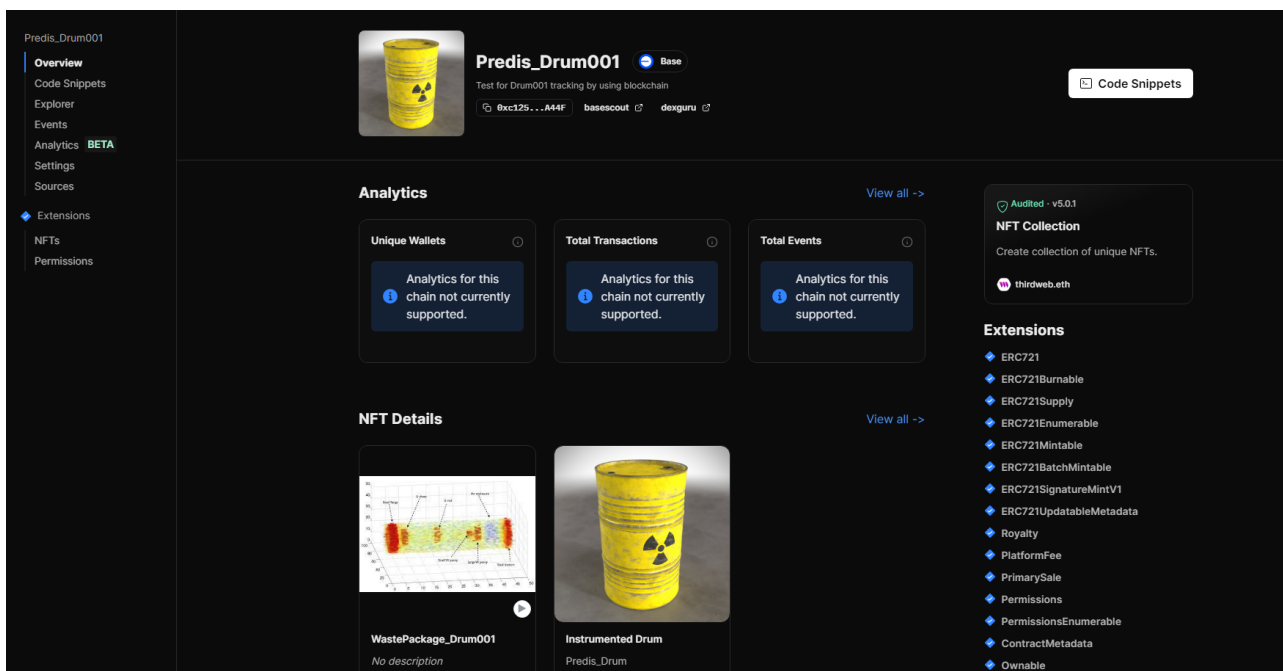 Predis_Drum001
Overview
Code Snippets
Explorer
Events
Analytics BETA
Settings
Sources
Extensions
NFTs
Permissions
Predis_Drum001 Base
Test for Drum001 tracking by using blockchain
0xc125...A44F basescout dexguru
Code Snippets
Analytics
View all ->
Unique Wallets
Analytics for this
chain not currently
supported.
Total Transactions
Analytics for this
chain not currently
supported.
Total Events
Analytics for this
chain not currently
supported.
NFT Details
View all ->
WastePackage_Drum001
No description
Instrumented Drum
Predis_Drum
Audited · v5.0.1
NFT Collection
Create collection of unique NFTs.
thirdweb.eth
Extensions
ERC721
ERC721Burnable
ERC721Supply
ERC721Enumerable
ERC721Mintable
ERC721BatchMintable
ERC721SignatureMintV1
ERC721UpdatableMetadata
Royalty
PlatformFee
PrimarySale
Permissions
PermissionsEnumerable
ContractMetadata
Ownable